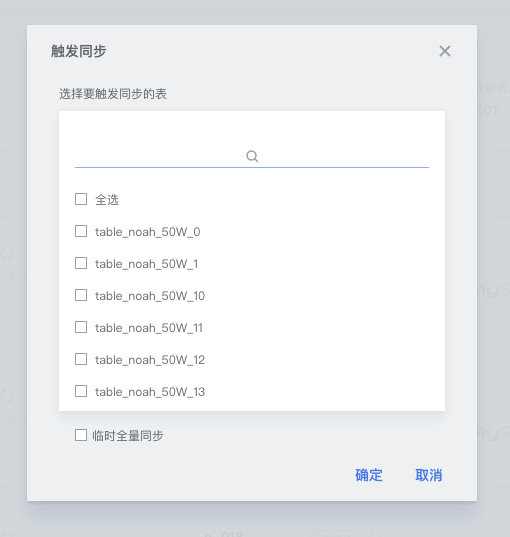 触发同步
选择要触发同步的表
全选
table_noah_50W_0
table_noah_50W_1
table_noah_50W_10
table_noah_50W_11
table_noah_50W_12
table_noah_50W_13
临时全量同步
确定 取消